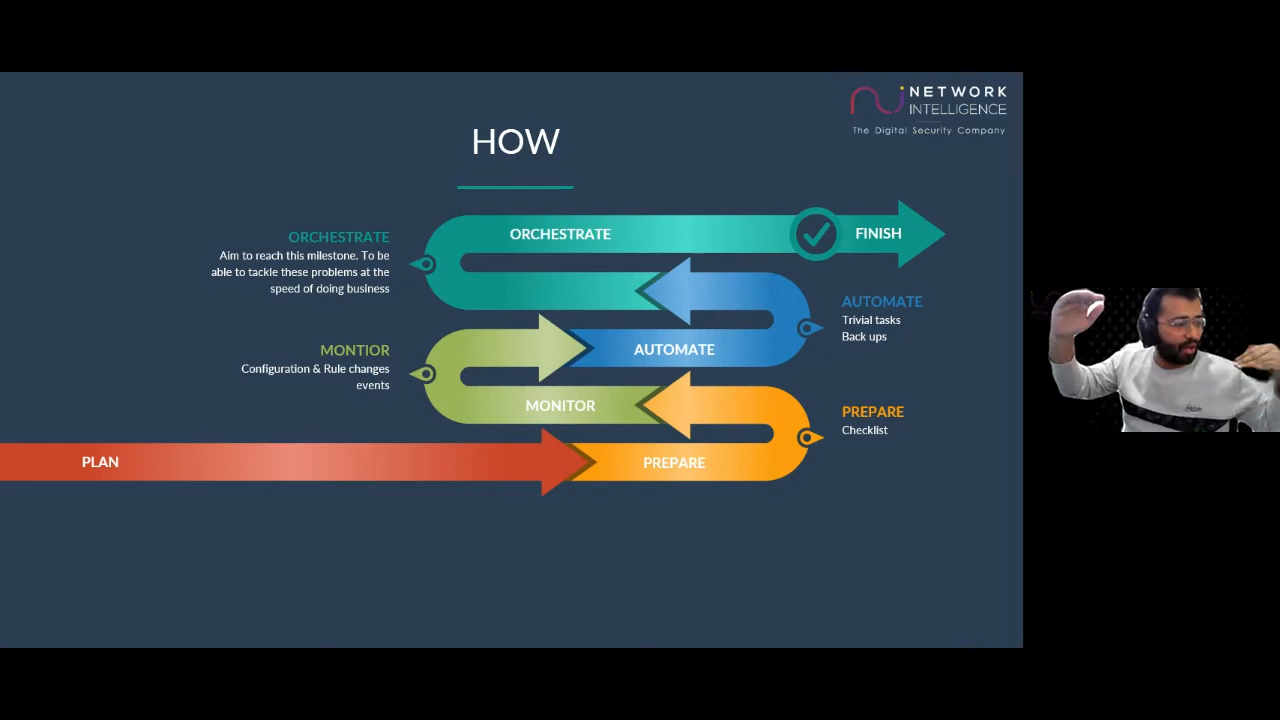 NETWORK
INTELLIGENCE
The Digital Security Company
HOW
ORCHESTRATE
Aim to reach this milestone. To be
able to tackle these problems at the
speed of doing business
ORCHESTRATE
FINISH
AUTOMATE
Trivial tasks
Back ups
MONTIOR
Configuration & Rule changes
events
AUTOMATE
MONITOR
PREPARE
Checklist
PLAN
PREPARE